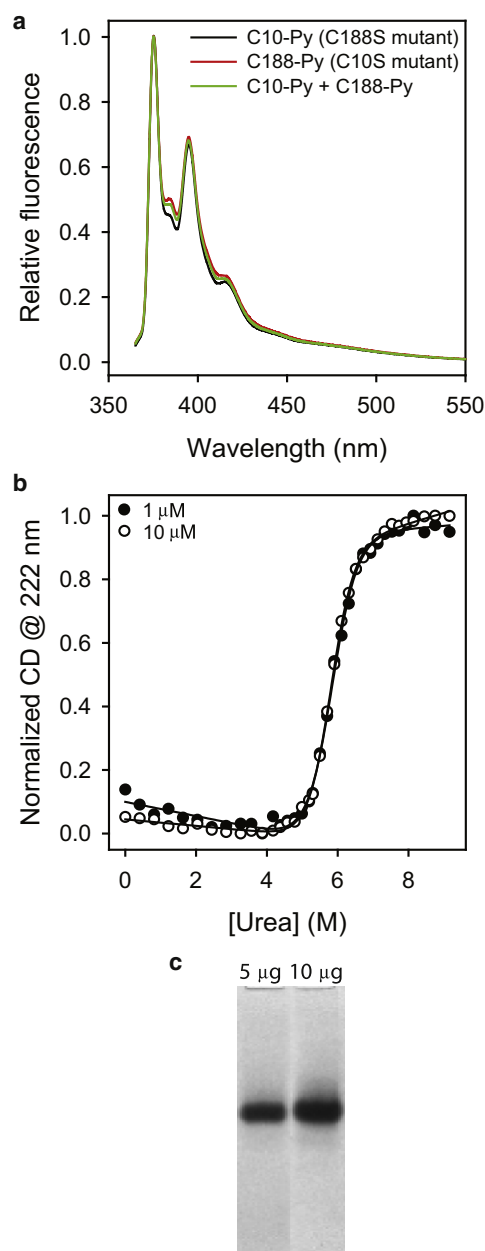 a
C10-Py (C188S mutant)
C188-Py (C10S mutant)
C10-Py + C188-Py
1.0
0.8
0.6
0.4
0.2
0.0
Relative fluorescence
350 400 450 500 550
Wavelength (nm)
b
1 μM
10 μM
1.0
0.8
0.6
0.4
0.2
0.0
Normalized CD @ 222 nm
0 2 4 6 8
[Urea] (M)
c
5 μg 10 μg